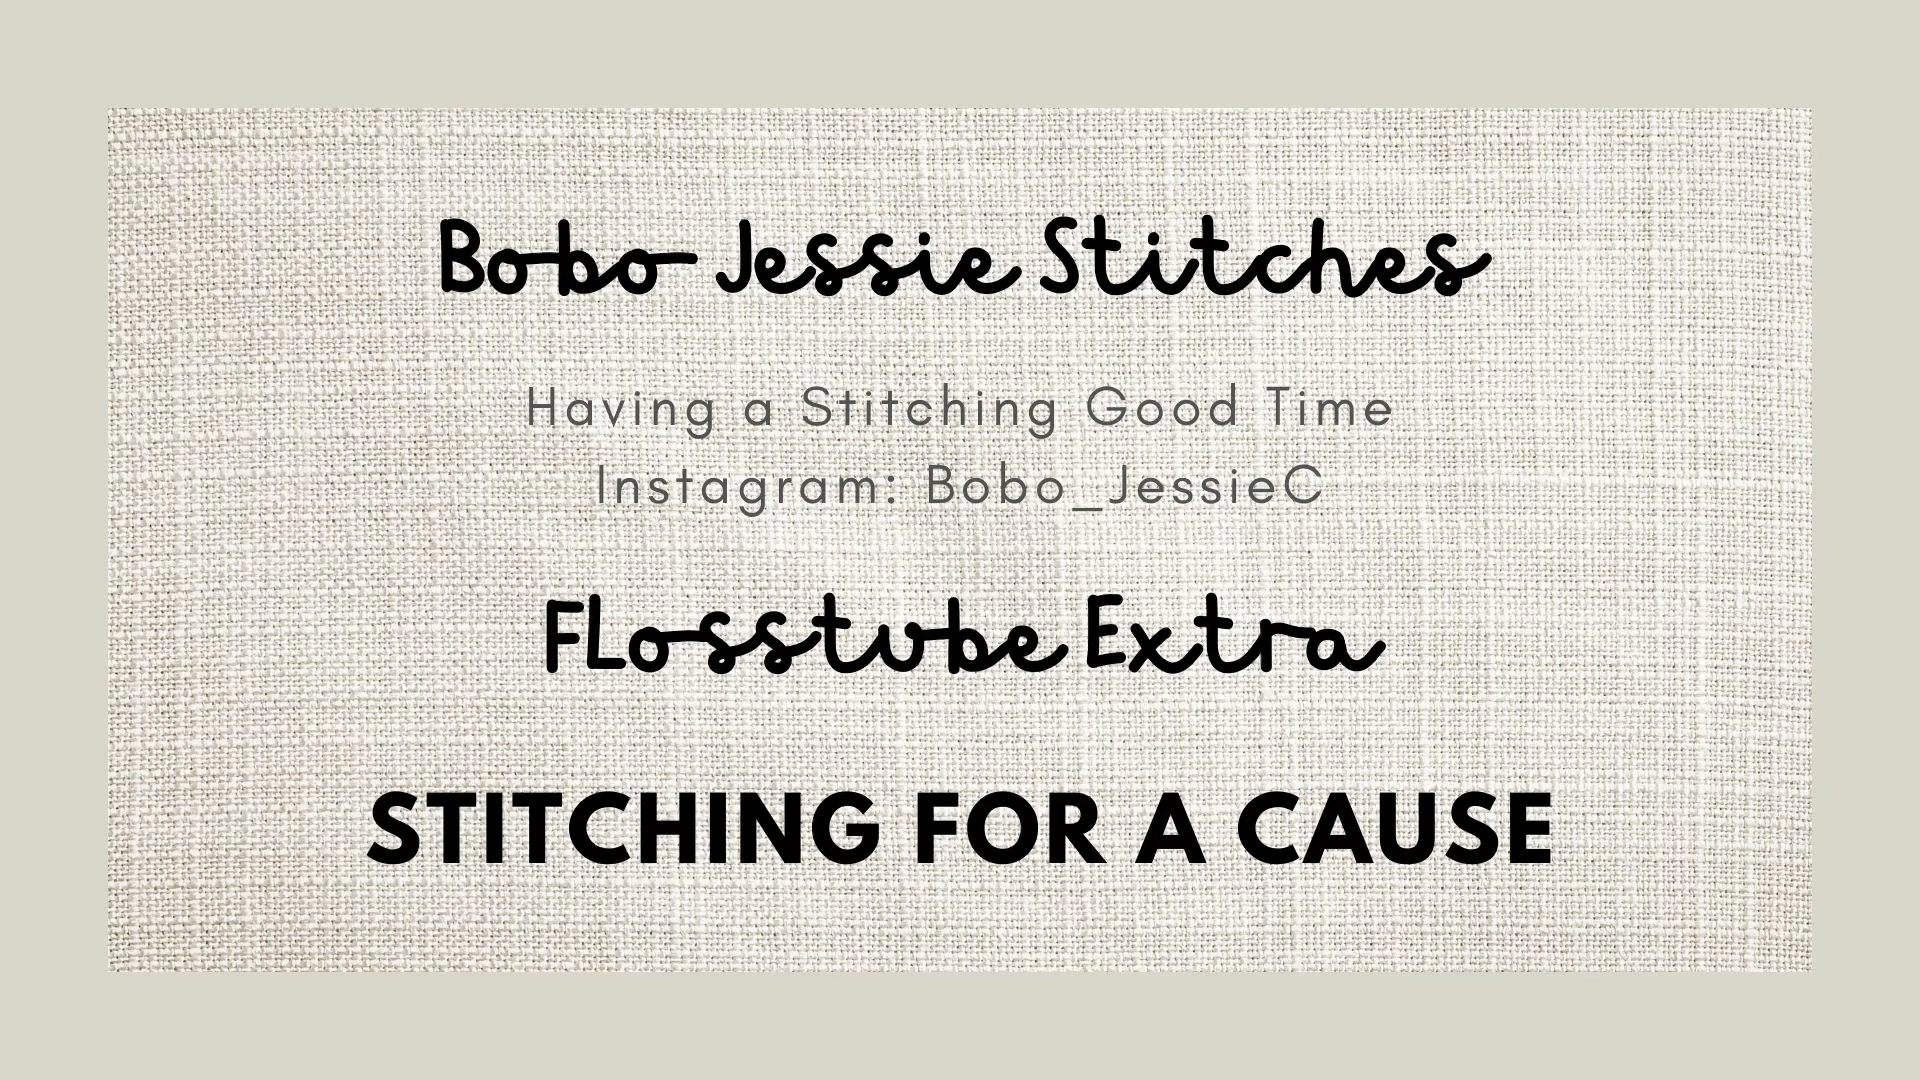 Bobo Jessie Stitches
Having a Stitching Good Time
Instagram: Bobo_JessieC
FLosstube Extra
STITCHING FOR A CAUSE